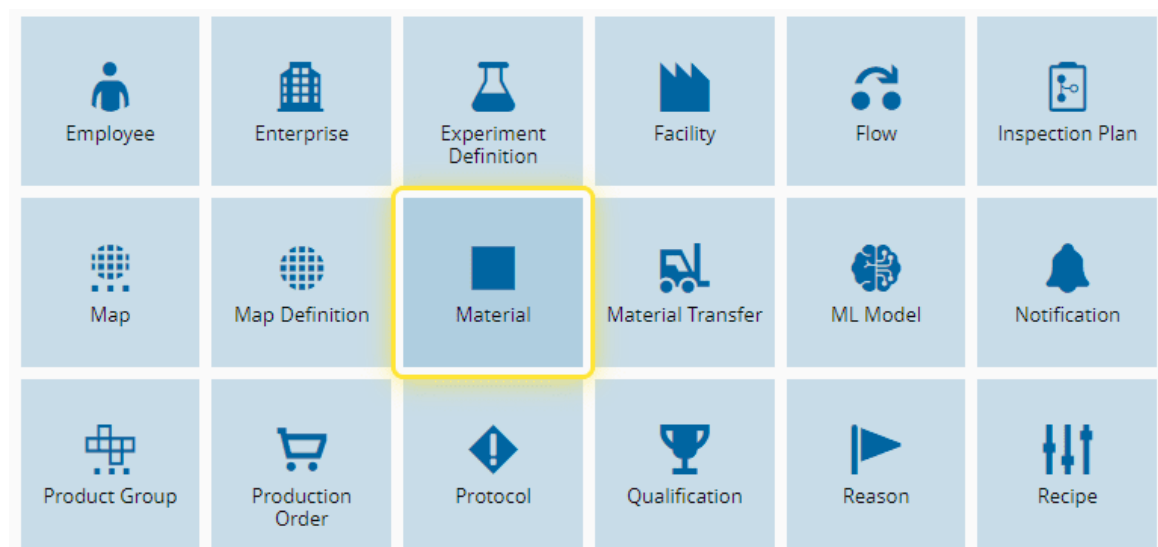 Employee
Enterprise
Experiment
Definition
Facility
Flow
Inspection Plan
Map
Map Definition
Material
Material Transfer
ML Model
Notification
Product Group
Production
Order
Protocol
Qualification
Reason
Recipe